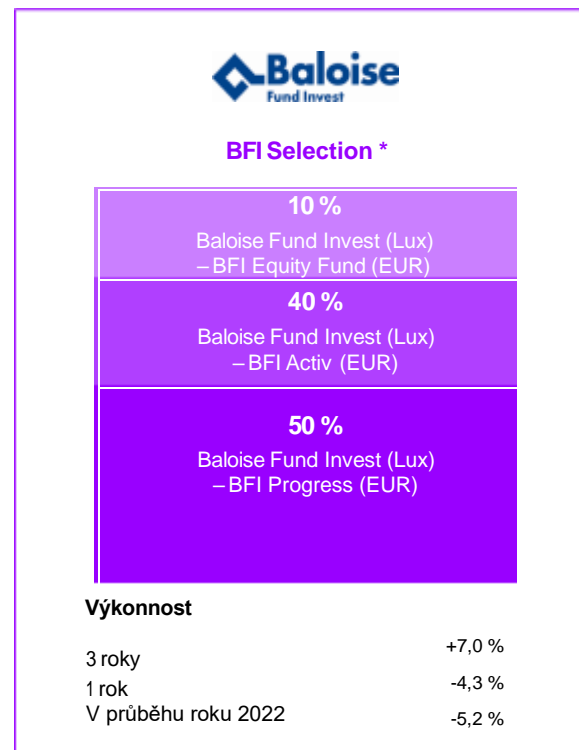 Baloise
Fund Invest
BFI Selection *
10 %
Baloise Fund Invest (Lux)
– BFI Equity Fund (EUR)
40 %
Baloise Fund Invest (Lux)
– BFI Activ (EUR)
50 %
Baloise Fund Invest (Lux)
– BFI Progress (EUR)
Výkonnost
3 roky +7,0 %
1 rok -4,3 %
V průběhu roku 2022 -5,2 %